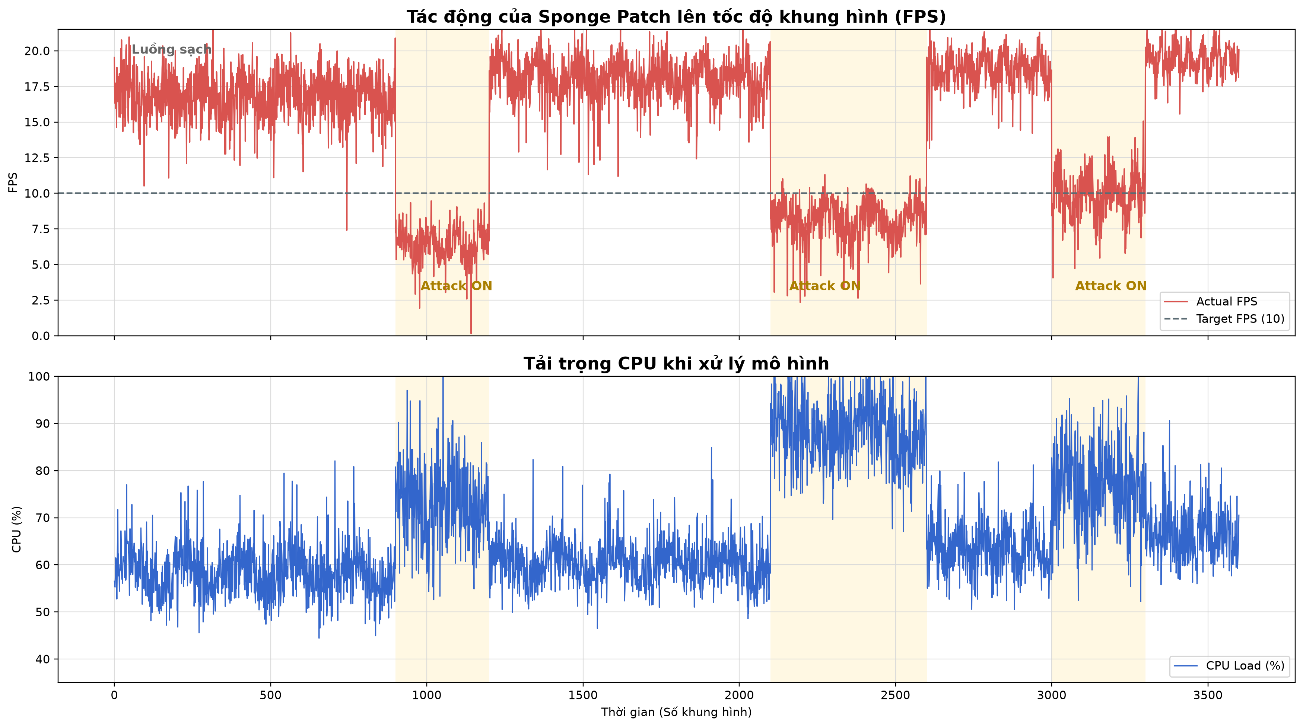 Tác động của Sponge Patch lên tốc độ khung hình (FPS)
20.0
17.5
15.0
12.5
10.0
7.5
5.0
2.5
0.0
FPS
Luồng sạch
Attack ON
Attack ON
Attack ON
Actual FPS
Target FPS (10)
Tải trọng CPU khi xử lý mô hình
100
90
80
70
60
50
40
CPU (%)
CPU Load (%)
0 500 1000 1500 2000 2500 3000 3500
Thời gian (Số khung hình)